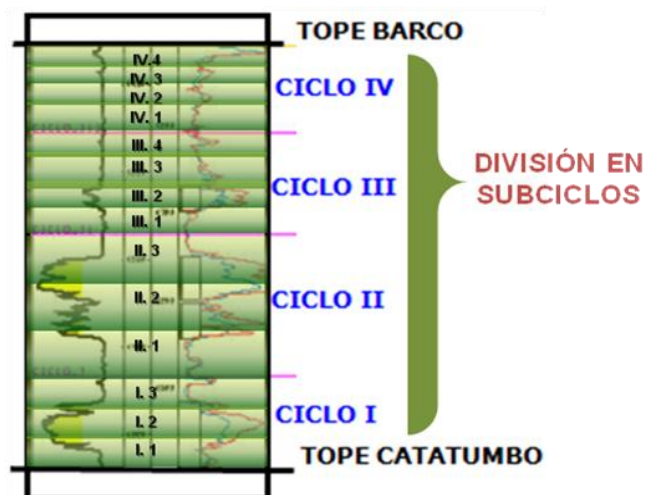 TOPE BARCO
IV.4
IV. 3
IV. 2
IV. 1
CICLO IV
III. 4
III. 3
III. 2
III. 1
CICLO III
II. 3
II. 2
II. 1
CICLO II
I. 3
I. 2
I. 1
CICLO I
TOPE CATATUMBO
DIVISIÓN EN
SUBCICLOS